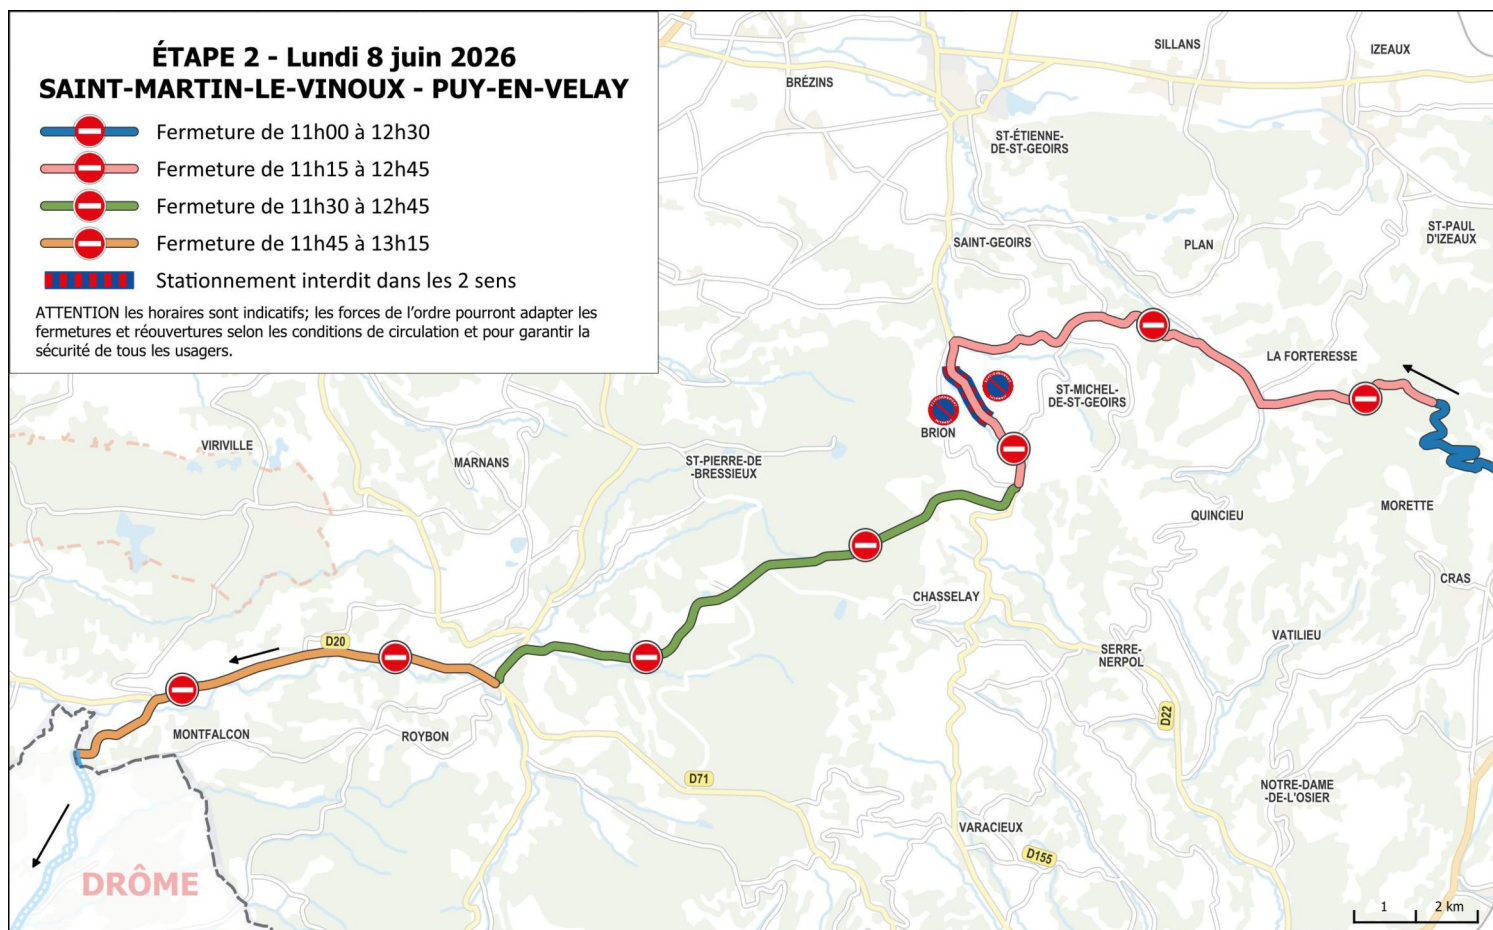 ÉTAPE 2 - Lundi 8 juin 2026
SAINT-MARTIN-LE-VINOUX - PUY-EN-VELAY
Fermeture de 11h00 à 12h30
Fermeture de 11h15 à 12h45
Fermeture de 11h30 à 12h45
Fermeture de 11h45 à 13h15
Stationnement interdit dans les 2 sens
ATTENTION les horaires sont indicatifs; les forces de l'ordre pourront adapter les
fermetures et réouvertures selon les conditions de circulation et pour garantir la
sécurité de tous les usagers.
SILLANS
IZEAUX
BRÉZINS
ST-ÉTIENNE-
DE-ST-GEOIRS
ST-PAUL
D'IZEAUX
SAINT-GEOIRS
PLAN
LA FORTERESSE
ST-MICHEL-
DE-ST-GEOIRS
BRION
VIRIVILLE
MARNANS
ST-PIERRE-DE
-BRESSIEUX
MORETTE
QUINCIEU
CRAS
CHASSELAY
VATILIEU
SERRE-
NERPOL
D20
D22
MONTFALCON
ROYBON
D71
NOTRE-DAME
-DE-L'OSIER
VARACIEUX
D155
DRÔME
1
2 km